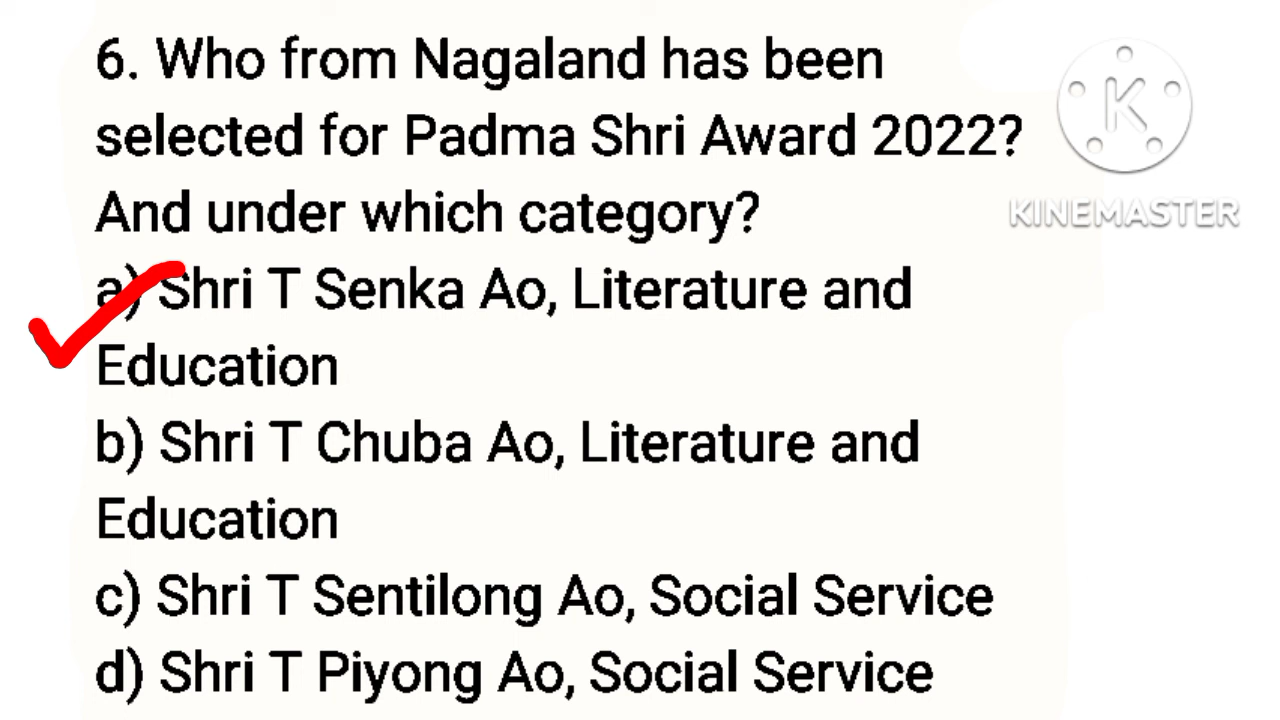 6. Who from Nagaland has been
selected for Padma Shri Award 2022?
And under which category?
a) Shri T Senka Ao, Literature and
Education
b) Shri T Chuba Ao, Literature and
Education
c) Shri T Sentilong Ao, Social Service
d) Shri T Piyong Ao, Social Service
K
KINEMASTER